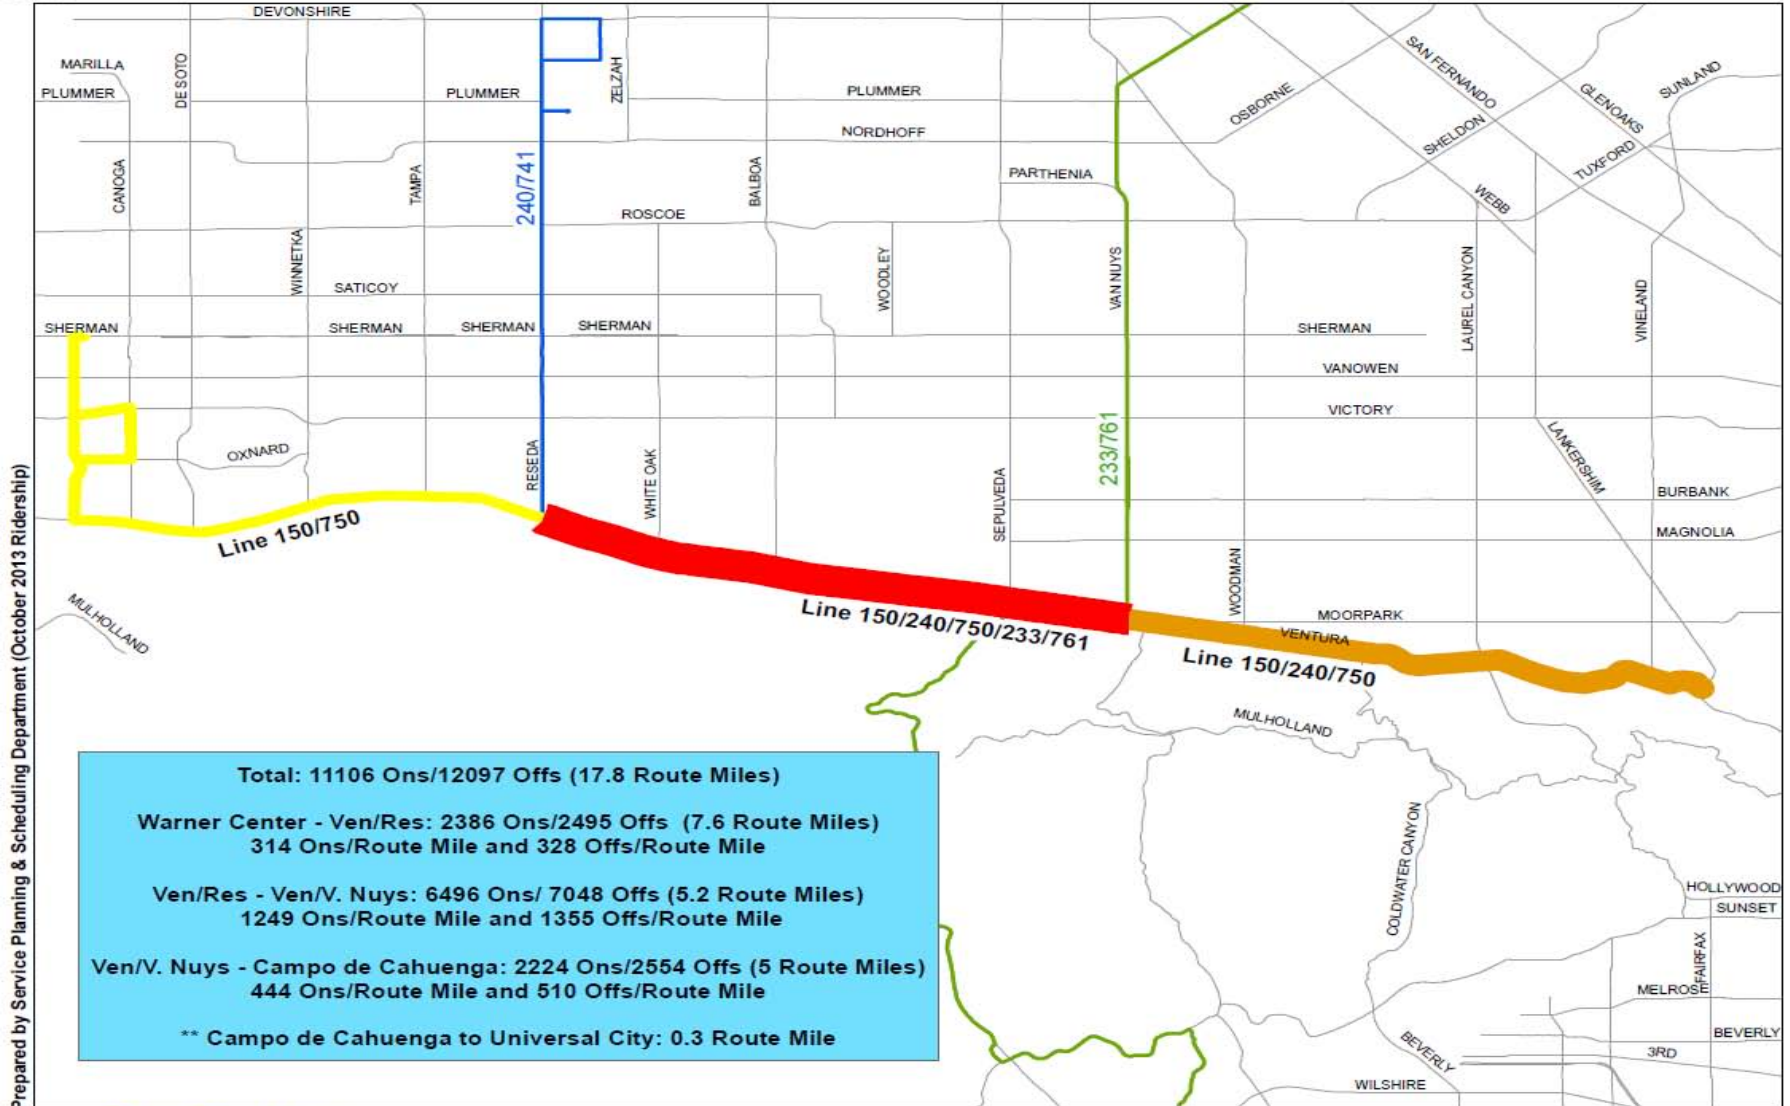 DEVONSHIRE
MARILLA
DE SOTO
PLUMMER
PLUMMER
ZELZAH
PLUMMER
OSBORNE
SAN FERNANDO
GLENOAKS
SUNLAND
NORDHOFF
SHELDON
TUXFORD
CANOGA
TAMPA
240/741
BALBOA
PARTHENIA
WEBB
ROSCOE
WINNETKA
WOODLEY
VAN NUYS
LAUREL CANYON
VINELAND
SATICOY
SHERMAN
SHERMAN
SHERMAN
SHERMAN
SHERMAN
VANOWEN
VICTORY
233/761
OXNARD
RESEDA
WHITE OAK
SEPULVEDA
LANKERSHIM
BURBANK
MAGNOLIA
Line 150/750
WOODMAN
MULHOLLAND
Line 150/240/750/233/761
MOORPARK
VENTURA
Line 150/240/750
MULHOLLAND
Total: 11106 Ons/12097 Offs (17.8 Route Miles)
Warner Center - Ven/Res: 2386 Ons/2495 Offs (7.6 Route Miles)
314 Ons/Route Mile and 328 Offs/Route Mile
Ven/Res - Ven/V. Nuys: 6496 Ons/ 7048 Offs (5.2 Route Miles)
1249 Ons/Route Mile and 1355 Offs/Route Mile
Ven/V. Nuys - Campo de Cahuenga: 2224 Ons/2554 Offs (5 Route Miles)
444 Ons/Route Mile and 510 Offs/Route Mile
** Campo de Cahuenga to Universal City: 0.3 Route Mile
COLDWATER CANYON
HOLLYWOOD
SUNSET
FAIRFAX
MELROSE
BEVERLY
BEVERLY
3RD
WILSHIRE
Prepared by Service Planning & Scheduling Department (October 2013 Ridership)